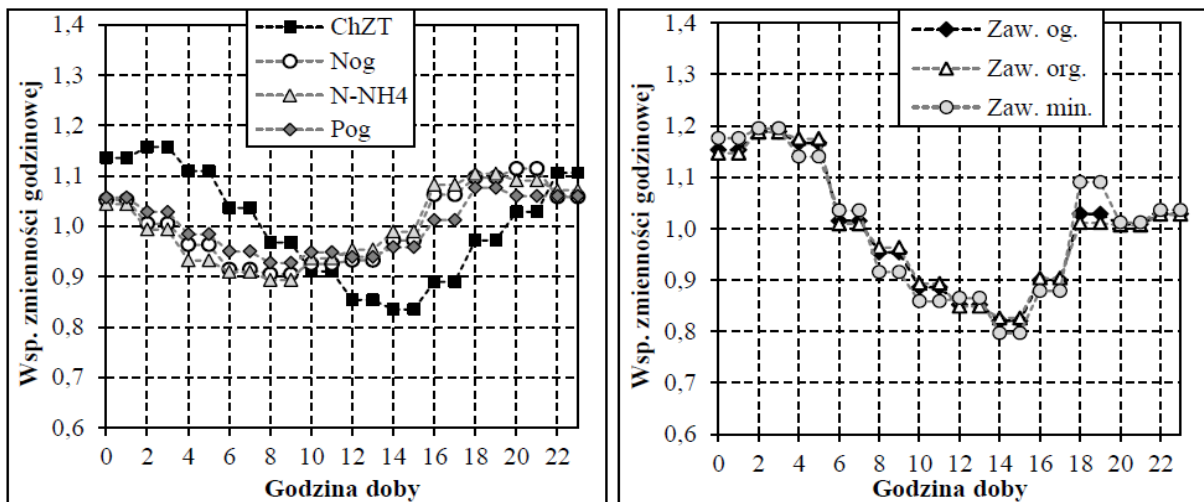 Wsp. zmienności godzinowej
1,4
1,3
1,2
1,1
1,0
0,9
0,8
0,7
0,6
ChZT
Nog
N-NH4
Pog
0 2 4 6 8 10 12 14 16 18 20 22
Godzina doby
Wsp. zmienności godzinowej
1,4
1,3
1,2
1,1
1,0
0,9
0,8
0,7
0,6
Zaw. og.
Zaw. org.
Zaw. min.
0 2 4 6 8 10 12 14 16 18 20 22
Godzina doby